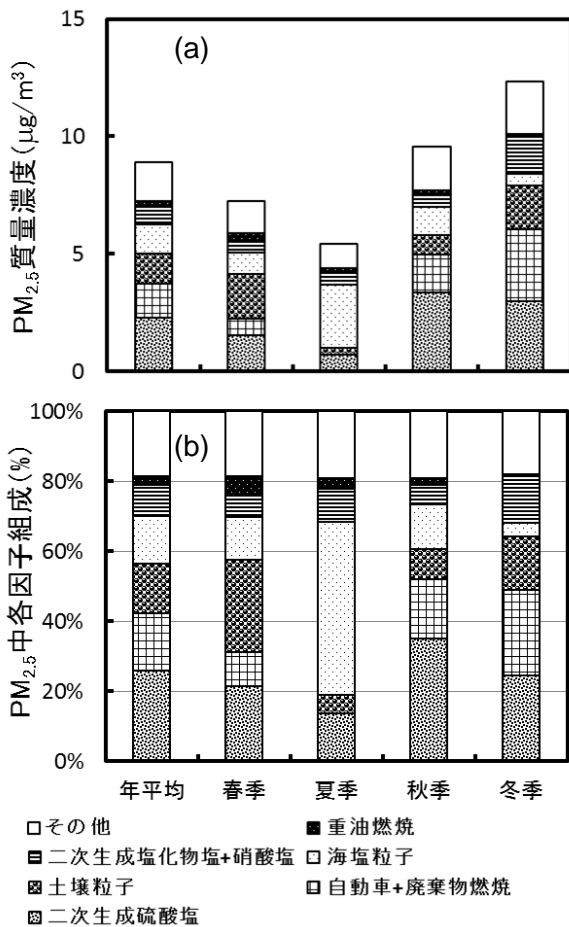 15
(a)
10
5
0
PM2.5質量濃度(μg/m³)
100%
(b)
80%
60%
40%
20%
0%
PM2.5中各因子組成(%)
年平均 春季 夏季 秋季 冬季
その他 重油燃焼
二次生成塩化物塩+硝酸塩 海塩粒子
土壌粒子 自動車+廃棄物燃焼
二次生成硫酸塩